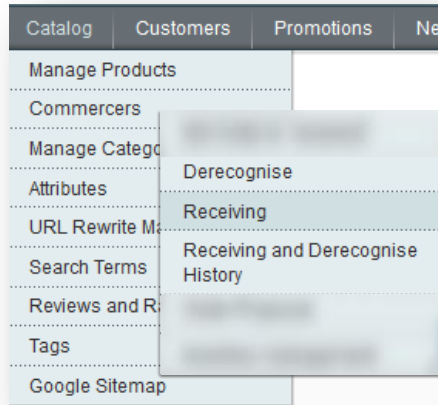 Catalog Customers Promotions Ne
Manage Products
Commercers
Manage Catego
Derecognise
Attributes
Receiving
URL Rewrite Ma
Receiving and Derecognise
History
Search Terms
Reviews and Ra
Tags
Google Sitemap